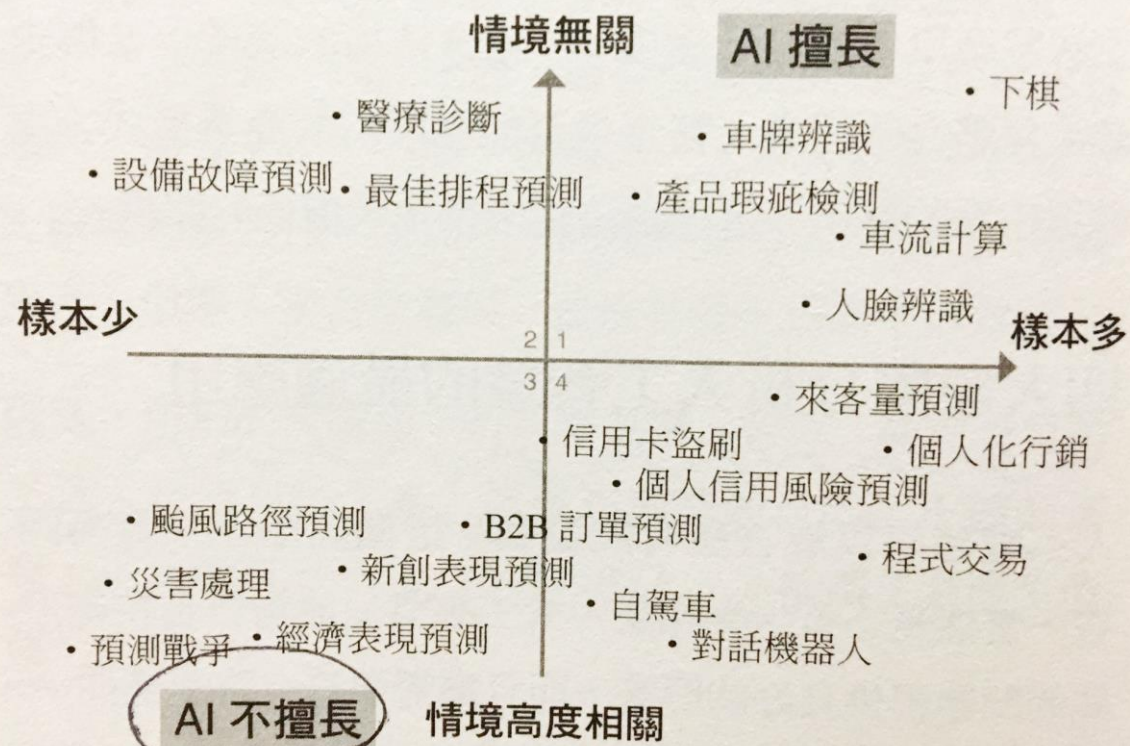 情境無關
AI 擅長
• 下棋
• 醫療診斷
• 車牌辨識
• 設備故障預測
• 最佳排程預測
• 產品瑕疵檢測
• 車流計算
• 人臉辨識
樣本少
樣本多
2 1
3 4
• 來客量預測
• 信用卡盜刷
• 個人化行銷
• 個人信用風險預測
• 颱風路徑預測
• B2B 訂單預測
• 程式交易
• 新創表現預測
• 災害處理
• 自駕車
• 預測戰爭
• 經濟表現預測
• 對話機器人
AI 不擅長
情境高度相關